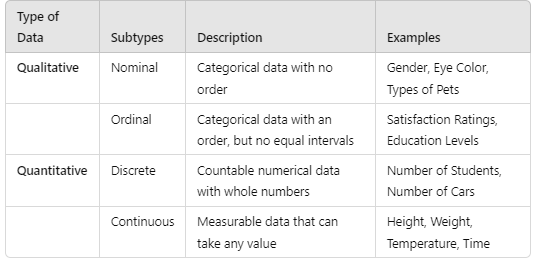 Type of
Data Subtypes Description Examples
Qualitative Nominal Categorical data with no Gender, Eye Color,
order Types of Pets
Ordinal Categorical data with an Satisfaction Ratings,
order, but no equal intervals Education Levels
Quantitative Discrete Countable numerical data Number of Students,
with whole numbers Number of Cars
Continuous Measurable data that can Height, Weight,
take any value Temperature, Time